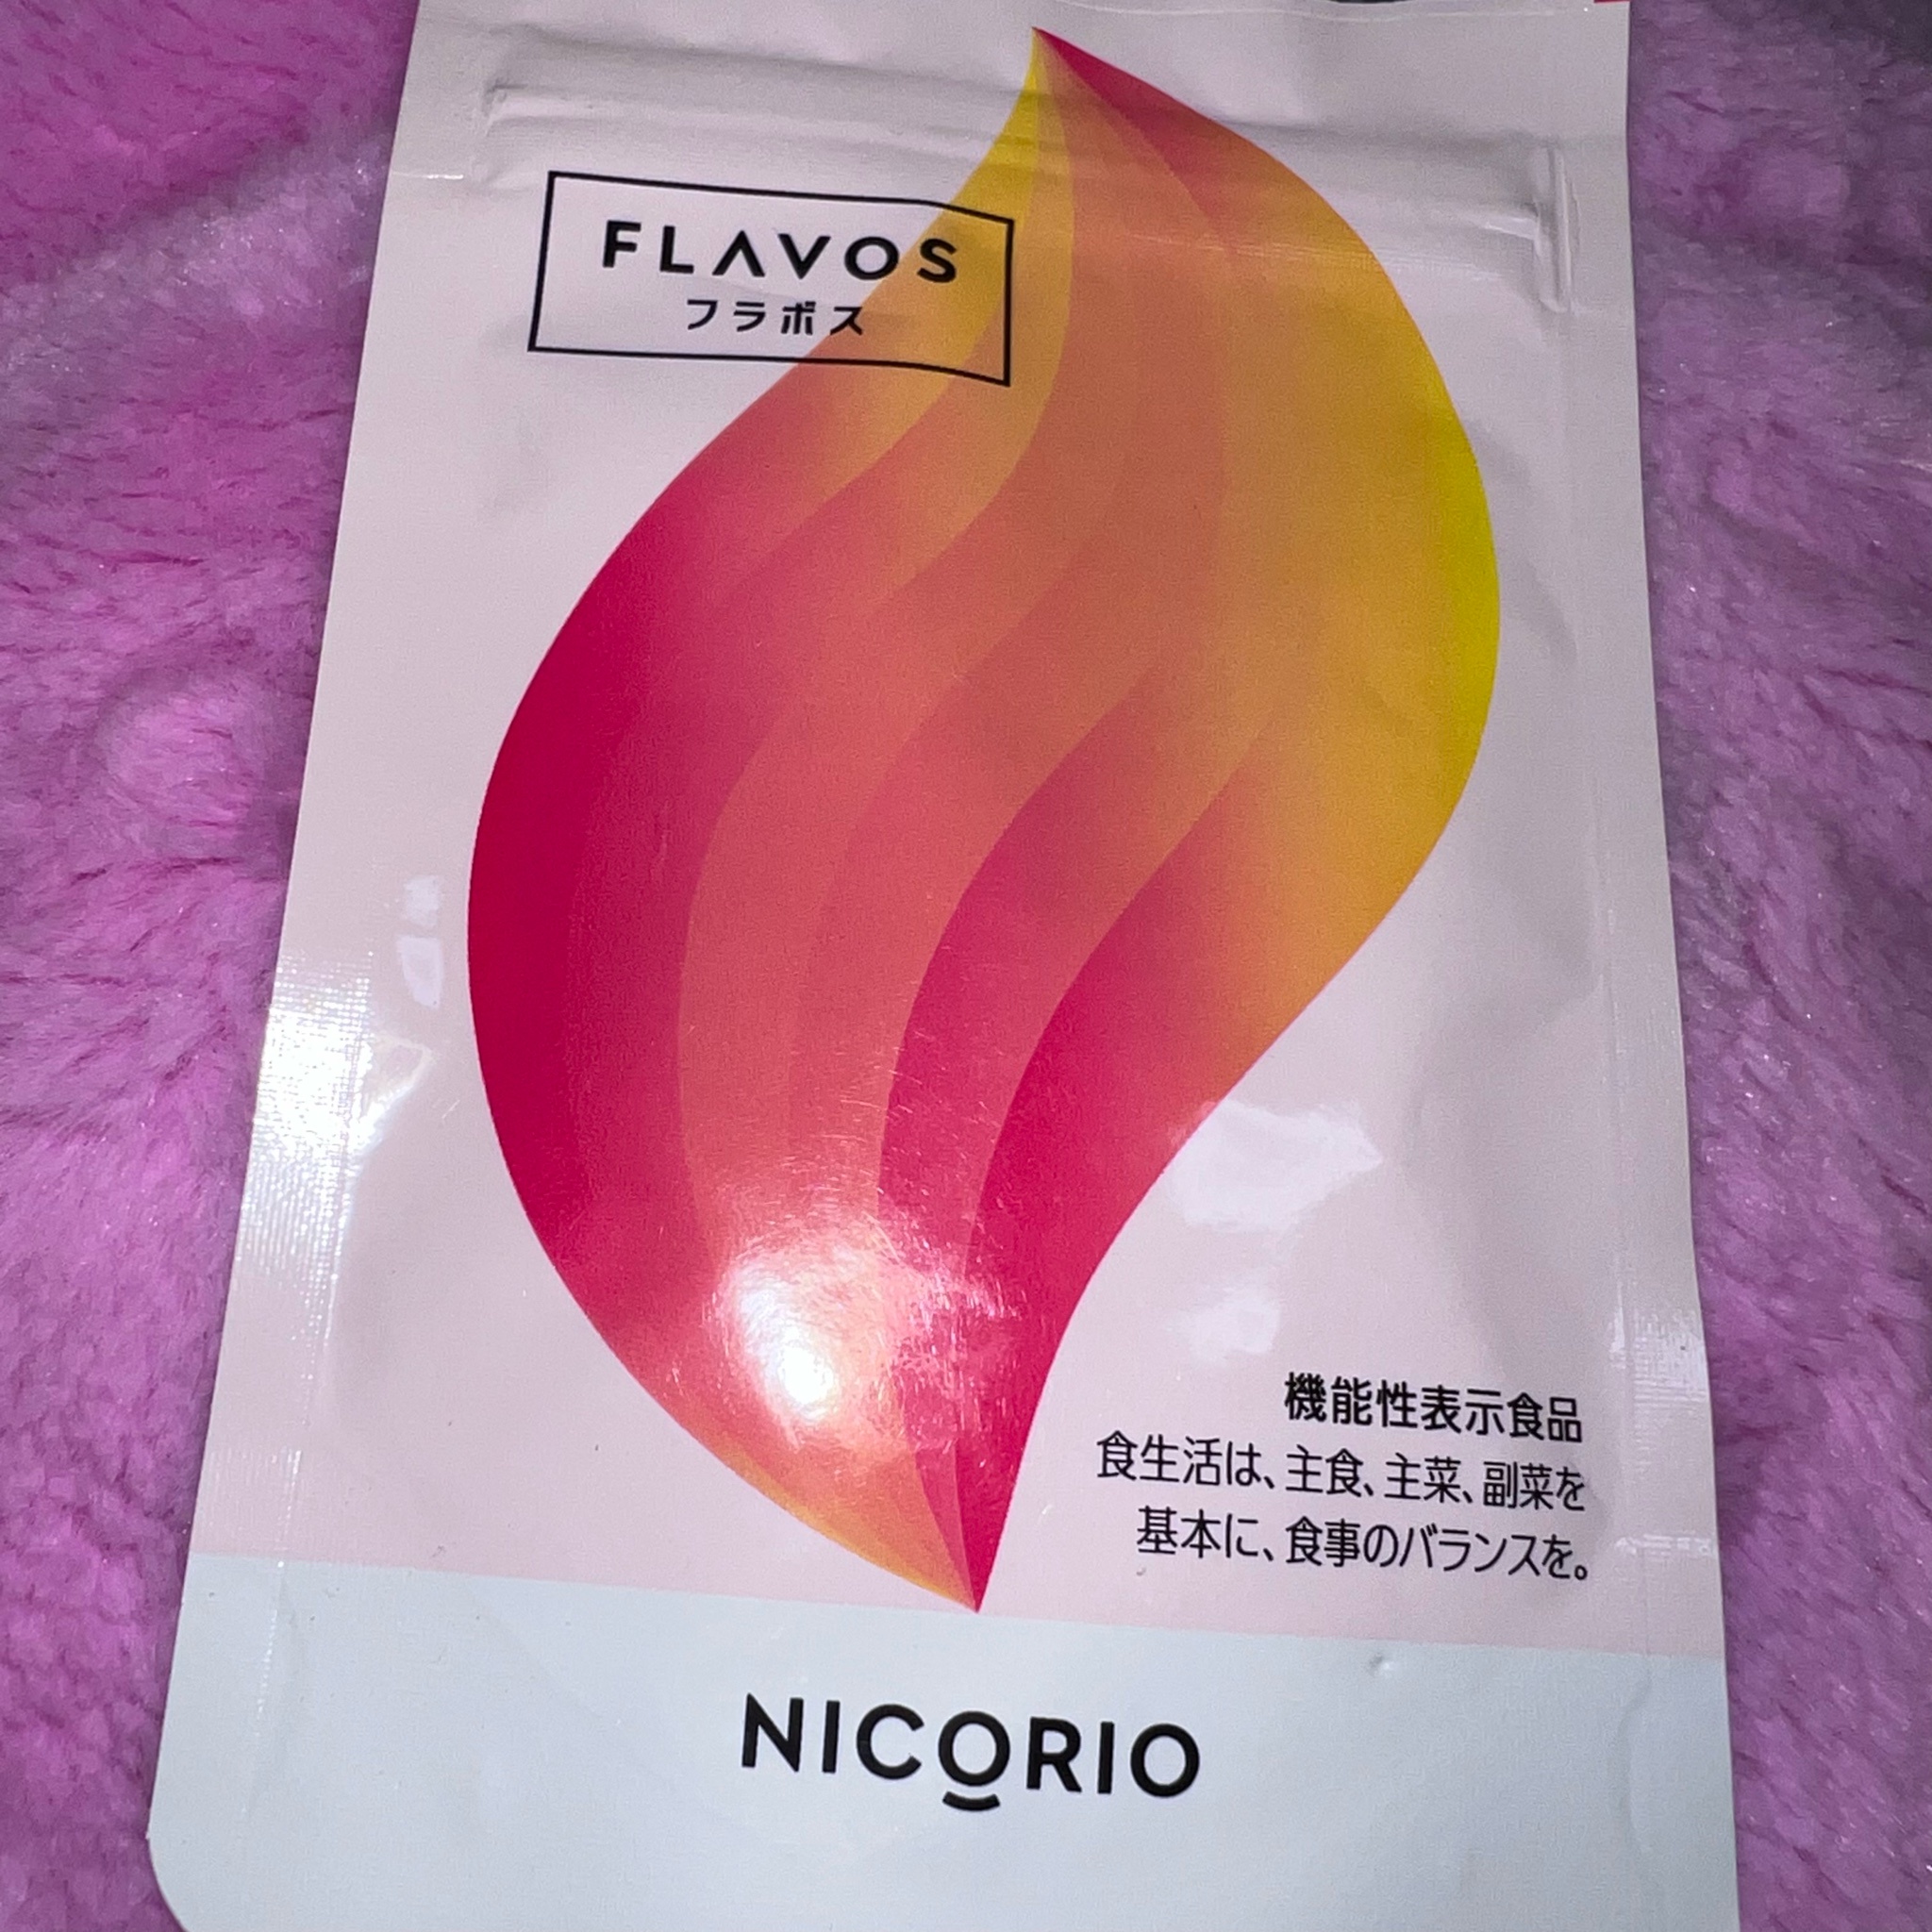 FLAVOS
フラボス
機能性表示食品
食生活は、主食、主菜、副菜を
基本に、食事のバランスを。
NICORIO